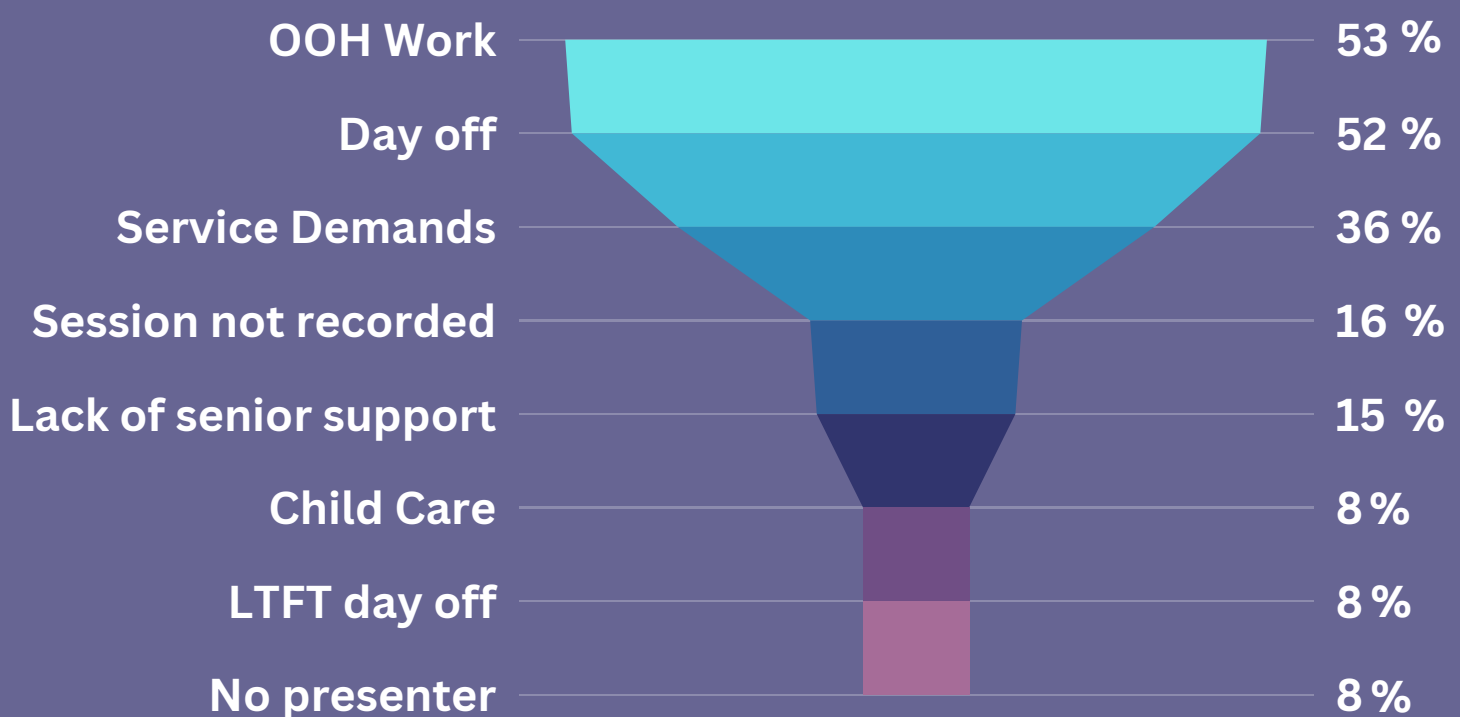 OOH Work 53 %
Day off 52 %
Service Demands 36 %
Session not recorded 16 %
Lack of senior support 15 %
Child Care 8 %
LTFT day off 8 %
No presenter 8 %